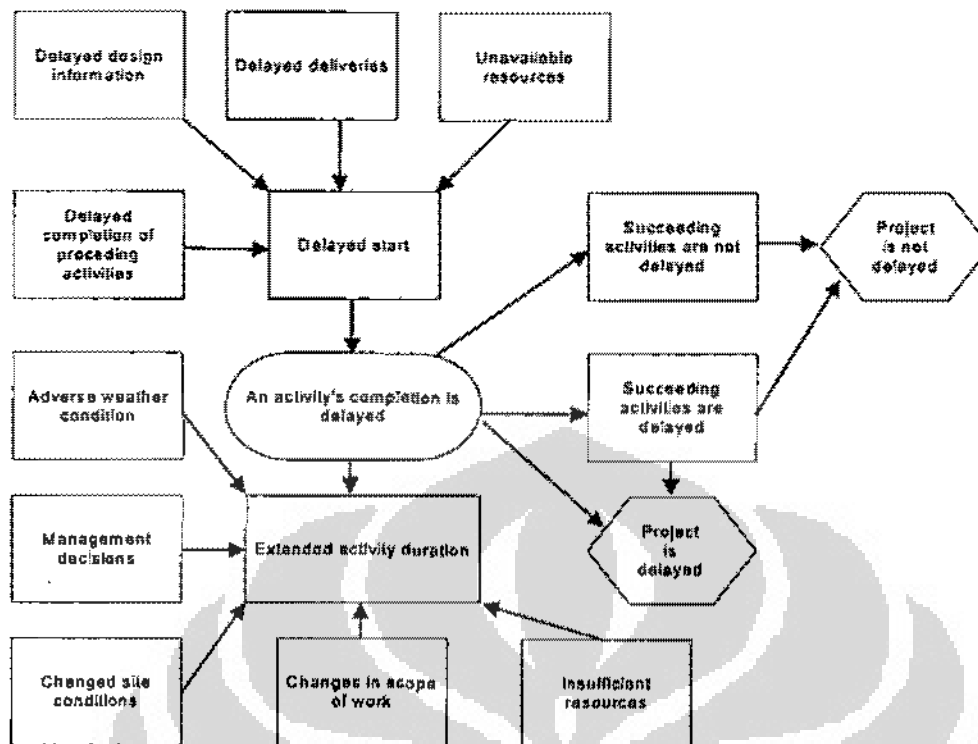 Delayed design
information
Delayed deliveries
Unavailable
resources
Delayed
completion of
preceding
activities
Delayed start
Succeeding
activities are not
delayed
Project
is not
delayed
Adverse weather
condition
An activity's completion is
delayed
Succeeding
activities are
delayed
Management
decisions
Extended activity duration
Project
is
delayed
Changed site
conditions
Changes in scope
of work
Insufficient
resources